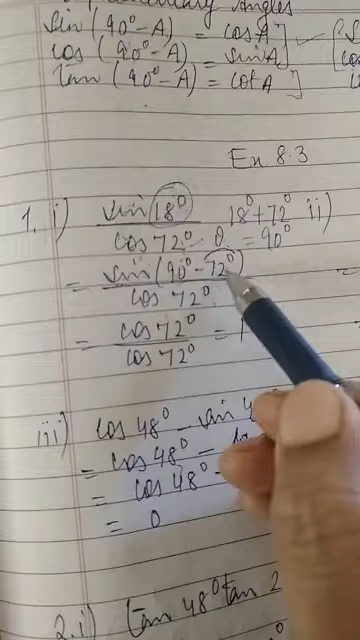 Angles
sin (90° - A) = cos A
cos (90° - A) = sin A
tan (90° - A) = cot A
Ex 8.3
1. i) sin 18° 18° + 72° ii)
cos 72° = 90°
= sin (90° - 72°)
cos 72°
= cos 72° = 1
cos 72°
iii) cos 48° - sin 4
= cos 48° -
= cos 48° -
= 0
2. i) tan 48° tan 2